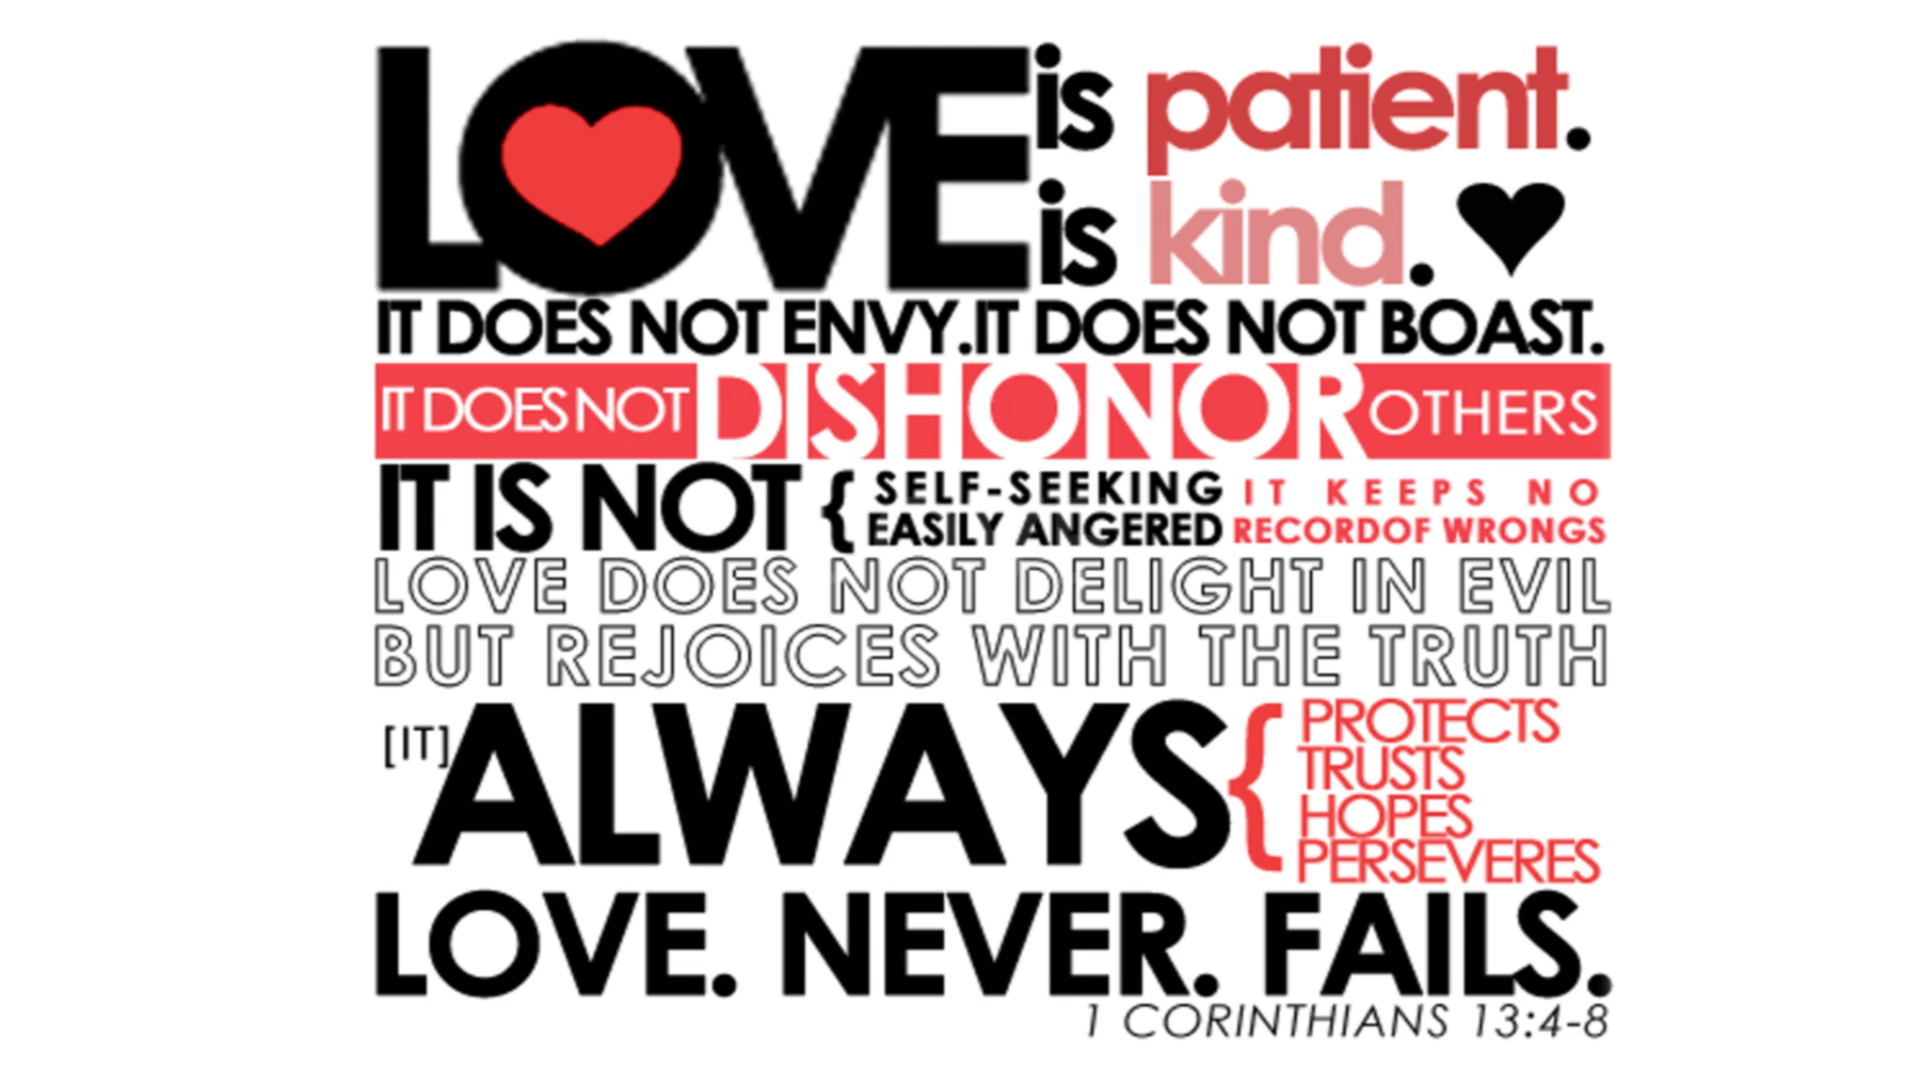 LOVE is patient.
is kind.
IT DOES NOT ENVY.IT DOES NOT BOAST.
IT DOES NOT DISHONOR OTHERS
IT IS NOT { SELF-SEEKING
EASILY ANGERED
IT KEEPS NO
RECORDOF WRONGS
LOVE DOES NOT DELIGHT IN EVIL
BUT REJOICES WITH THE TRUTH
[IT] ALWAYS { PROTECTS
TRUSTS
HOPES
PERSEVERES
LOVE. NEVER. FAILS.
1 CORINTHIANS 13:4-8